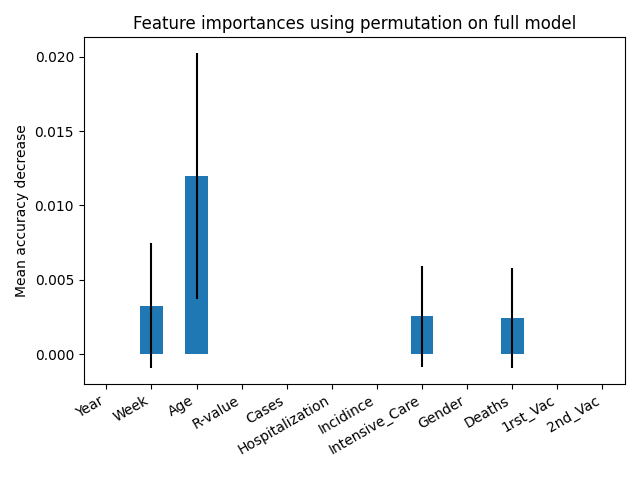 Feature importances using permutation on full model
Mean accuracy decrease
0.020
0.015
0.010
0.005
0.000
Year
Week
Age
R-value
Cases
Hospitalization
Incidince
Intensive_Care
Gender
Deaths
1rst_Vac
2nd_Vac